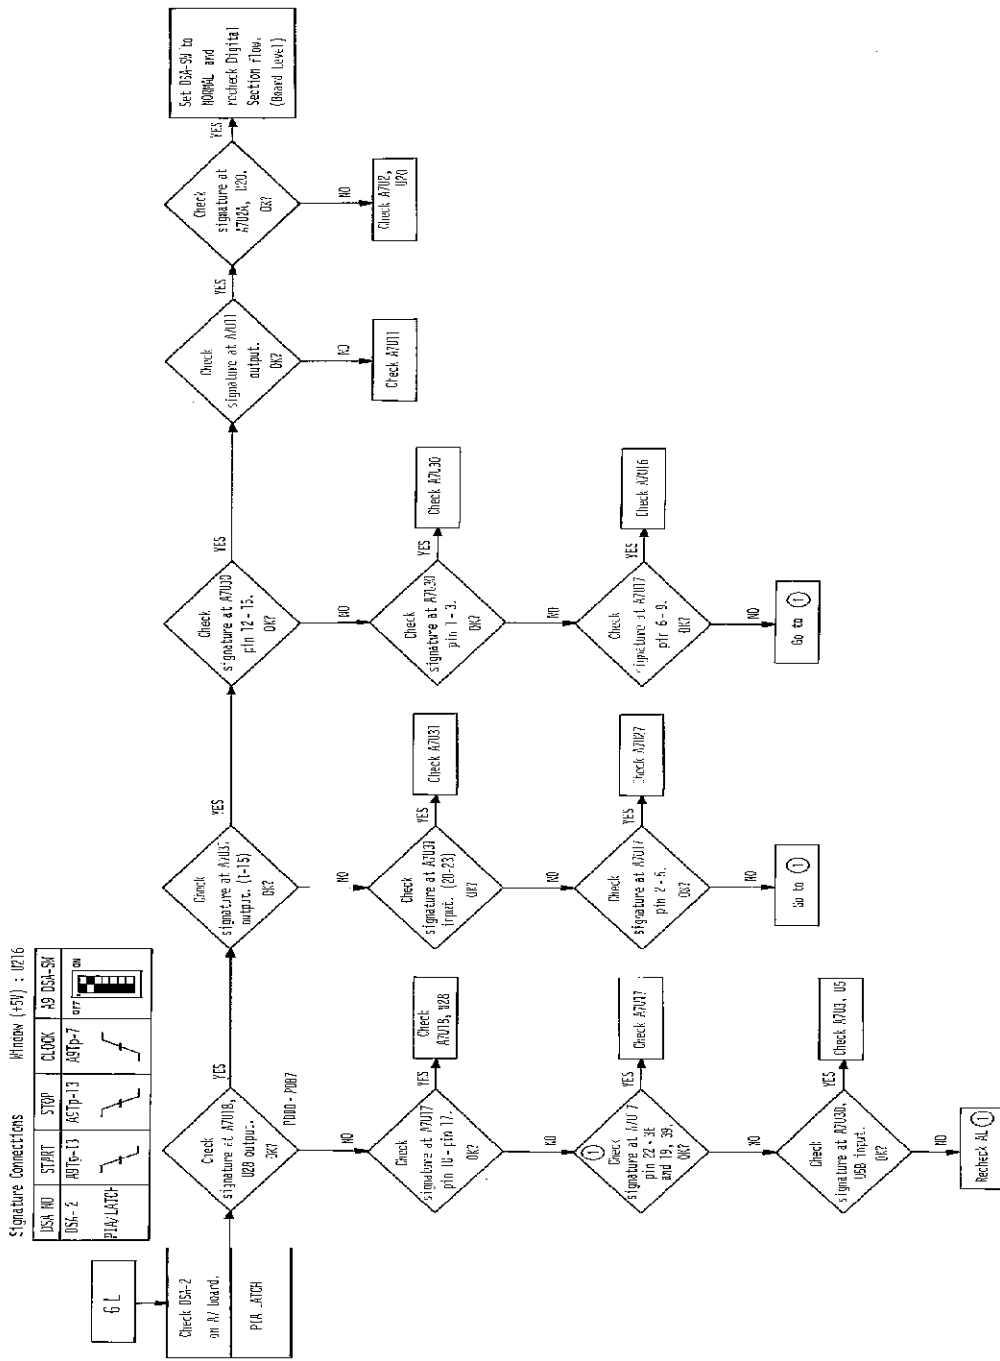 Signature Connections Window (+5V) : U216
DSA NO START STOP CLOCK A9 DSA-SW
DSA-2 A9Tp-13 A9Tp-13 A9Tp-7 OFF ON
PIA/LATCH
6 L
Check DSA-2
on A7 board.
PIA LATCH
Check
signature at A7U18,
U28 output.
OK?
YES
PDB0 - PDB7
NO
Check
signature at A7U17
pin 10 - pin 17.
OK?
YES
Check
A7U18, U28
NO
1
Check
signature at A7U17
pin 22 - 36
and 19, 39.
OK?
YES
Check A7U17
NO
Check
signature at A7U30,
U5B input.
OK?
YES
Check A7U3, U5
NO
Recheck AL 1
Check
signature at A7U31
output. (1-15)
OK?
YES
NO
Check
signature at A7U31
input. (20-23)
OK?
YES
Check A7U31
NO
Check
signature at A7U17
pin 2 - 5.
OK?
YES
Check A7U27
NO
Go to 1
Check
signature at A7U30
pin 12 - 15.
OK?
YES
NO
Check
signature at A7U30
pin 1 - 3.
OK?
YES
Check A7U30
NO
Check
signature at A7U17
pin 6 - 9.
OK?
YES
Check A7U16
NO
Go to 1
Check
signature at A7U11
output.
OK?
YES
NO
Check A7U11
Check
signature at
A7U2A, U20.
OK?
YES
NO
Check A7U2,
U20
Set DSA-SW to
NORMAL and
recheck Digital
Section flow.
(Board Level)